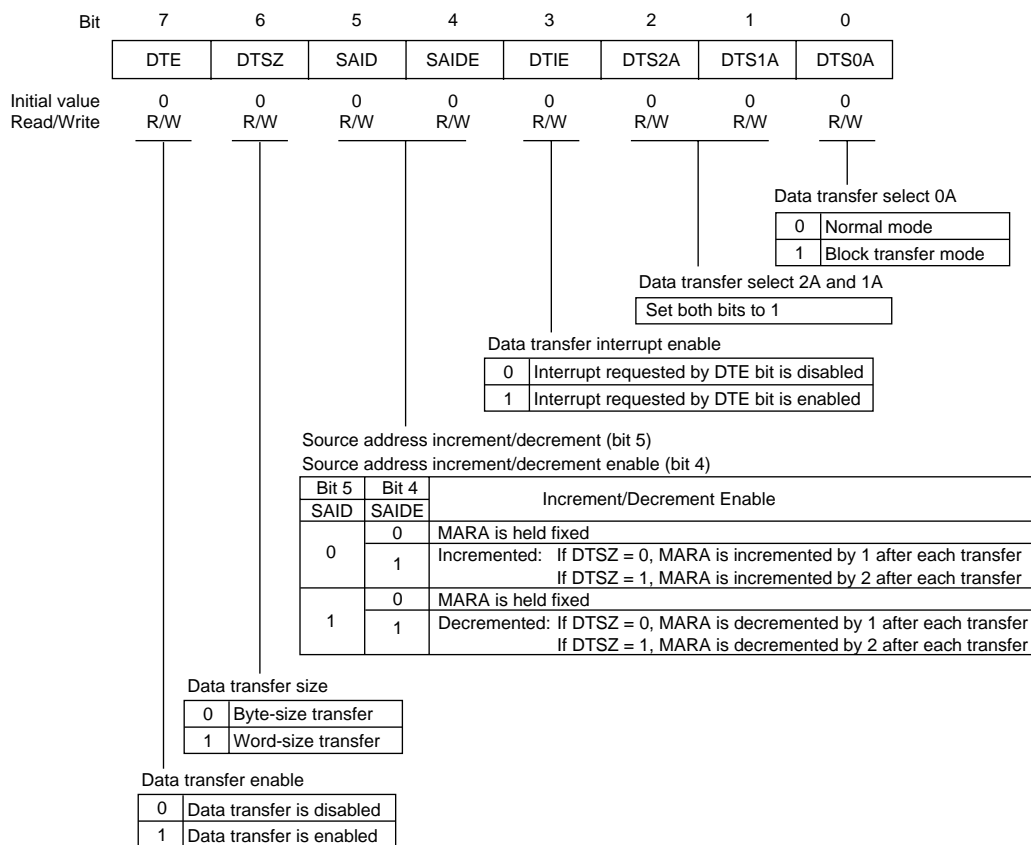 Bit 7 6 5 4 3 2 1 0
DTE DTSZ SAID SAIDE DTIE DTS2A DTS1A DTS0A
Initial value 0 0 0 0 0 0 0 0
Read/Write R/W R/W R/W R/W R/W R/W R/W R/W
Data transfer select 0A
0 Normal mode
1 Block transfer mode
Data transfer select 2A and 1A
Set both bits to 1
Data transfer interrupt enable
0 Interrupt requested by DTE bit is disabled
1 Interrupt requested by DTE bit is enabled
Source address increment/decrement (bit 5)
Source address increment/decrement enable (bit 4)
Bit 5 Bit 4 Increment/Decrement Enable
SAID SAIDE
0 0 MARA is held fixed
1 Incremented: If DTSZ = 0, MARA is incremented by 1 after each transfer
If DTSZ = 1, MARA is incremented by 2 after each transfer
1 0 MARA is held fixed
1 Decremented: If DTSZ = 0, MARA is decremented by 1 after each transfer
If DTSZ = 1, MARA is decremented by 2 after each transfer
Data transfer size
0 Byte-size transfer
1 Word-size transfer
Data transfer enable
0 Data transfer is disabled
1 Data transfer is enabled